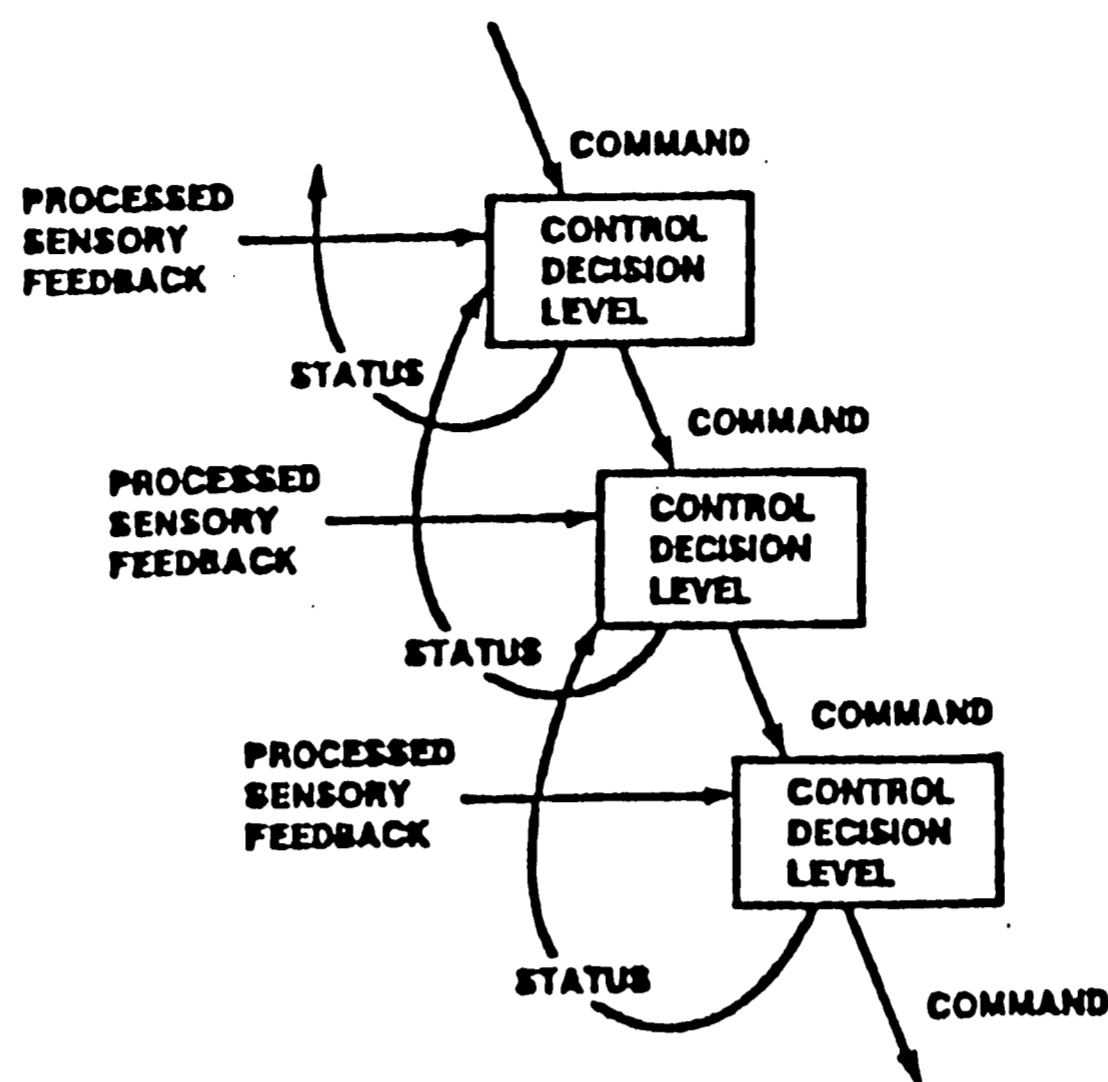 COMMAND
PROCESSED
SENSORY
FEEDBACK
CONTROL
DECISION
LEVEL
STATUS
COMMAND
PROCESSED
SENSORY
FEEDBACK
CONTROL
DECISION
LEVEL
STATUS
COMMAND
PROCESSED
SENSORY
FEEDBACK
CONTROL
DECISION
LEVEL
STATUS
COMMAND